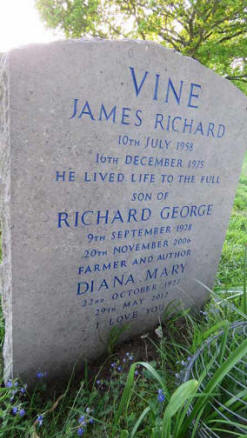 VINE
JAMES RICHARD
10TH JULY 1958
16TH DECEMBER 1975
HE LIVED LIFE TO THE FULL
SON OF
RICHARD GEORGE
9TH SEPTEMBER 1928
20TH NOVEMBER 2006
FARMER AND AUTHOR
DIANA MARY
22ND OCTOBER
29TH MAY 2017
I LOVE YOU